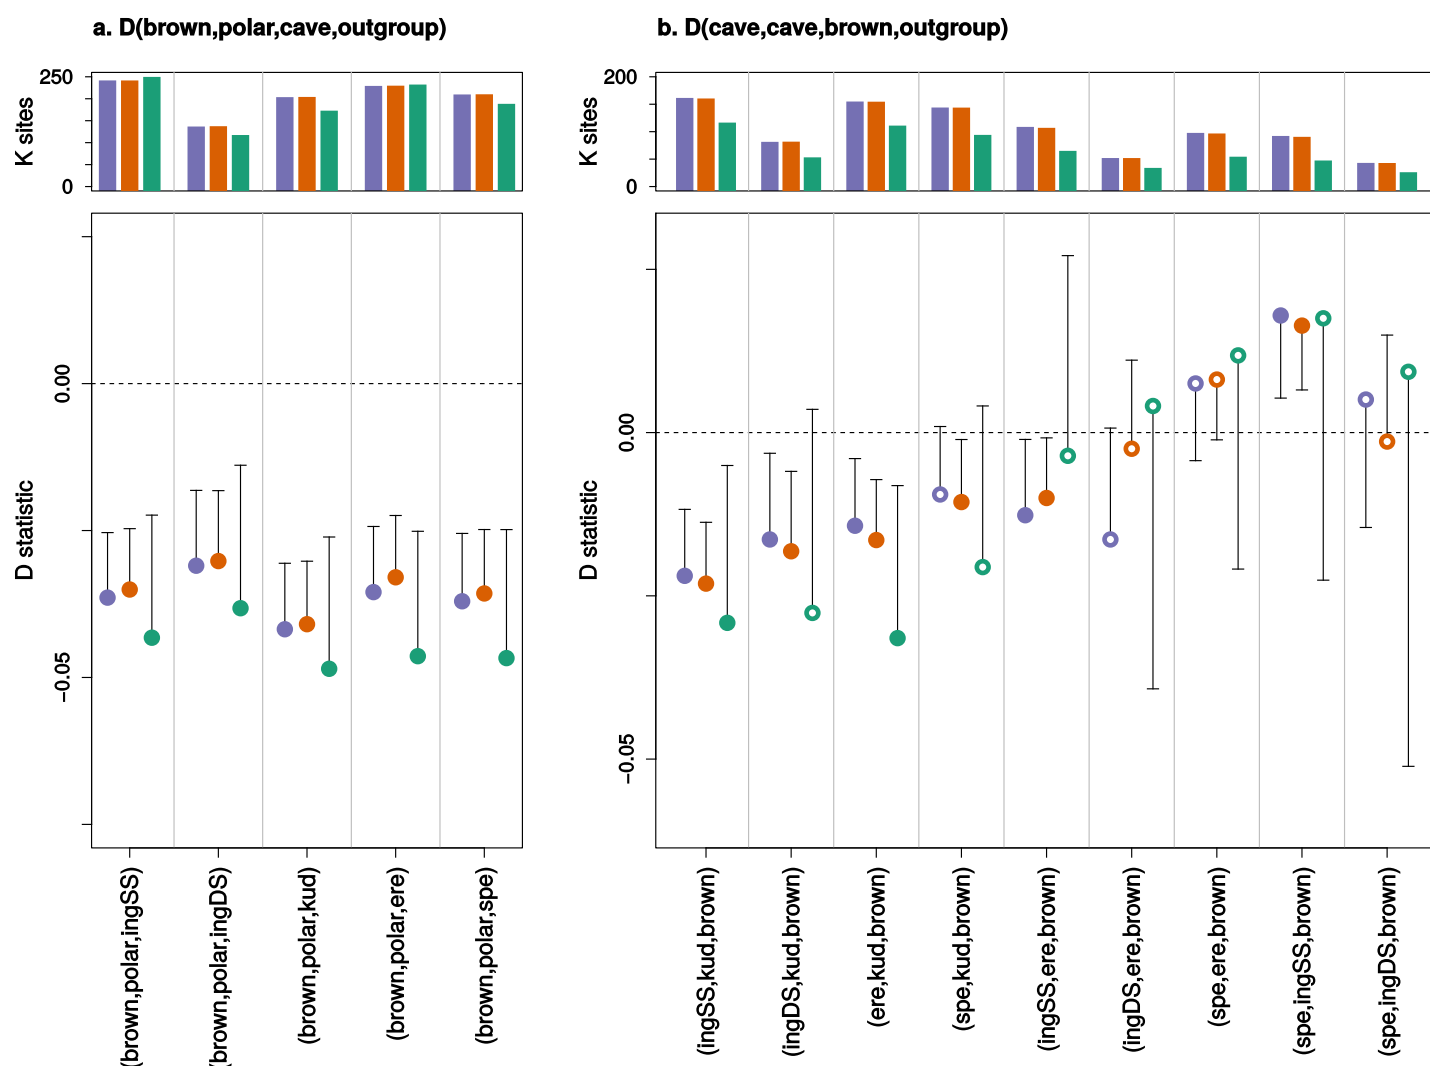 a. D(brown,polar,cave,outgroup)
K sites
250
0
D statistic
0.00
−0.05
(brown,polar,ingSS)
(brown,polar,ingDS)
(brown,polar,kud)
(brown,polar,ere)
(brown,polar,spe)
b. D(cave,cave,brown,outgroup)
K sites
200
0
D statistic
0.00
−0.05
(ingSS,kud,brown)
(ingDS,kud,brown)
(ere,kud,brown)
(spe,kud,brown)
(ingSS,ere,brown)
(ingDS,ere,brown)
(spe,ere,brown)
(spe,ingSS,brown)
(spe,ingDS,brown)